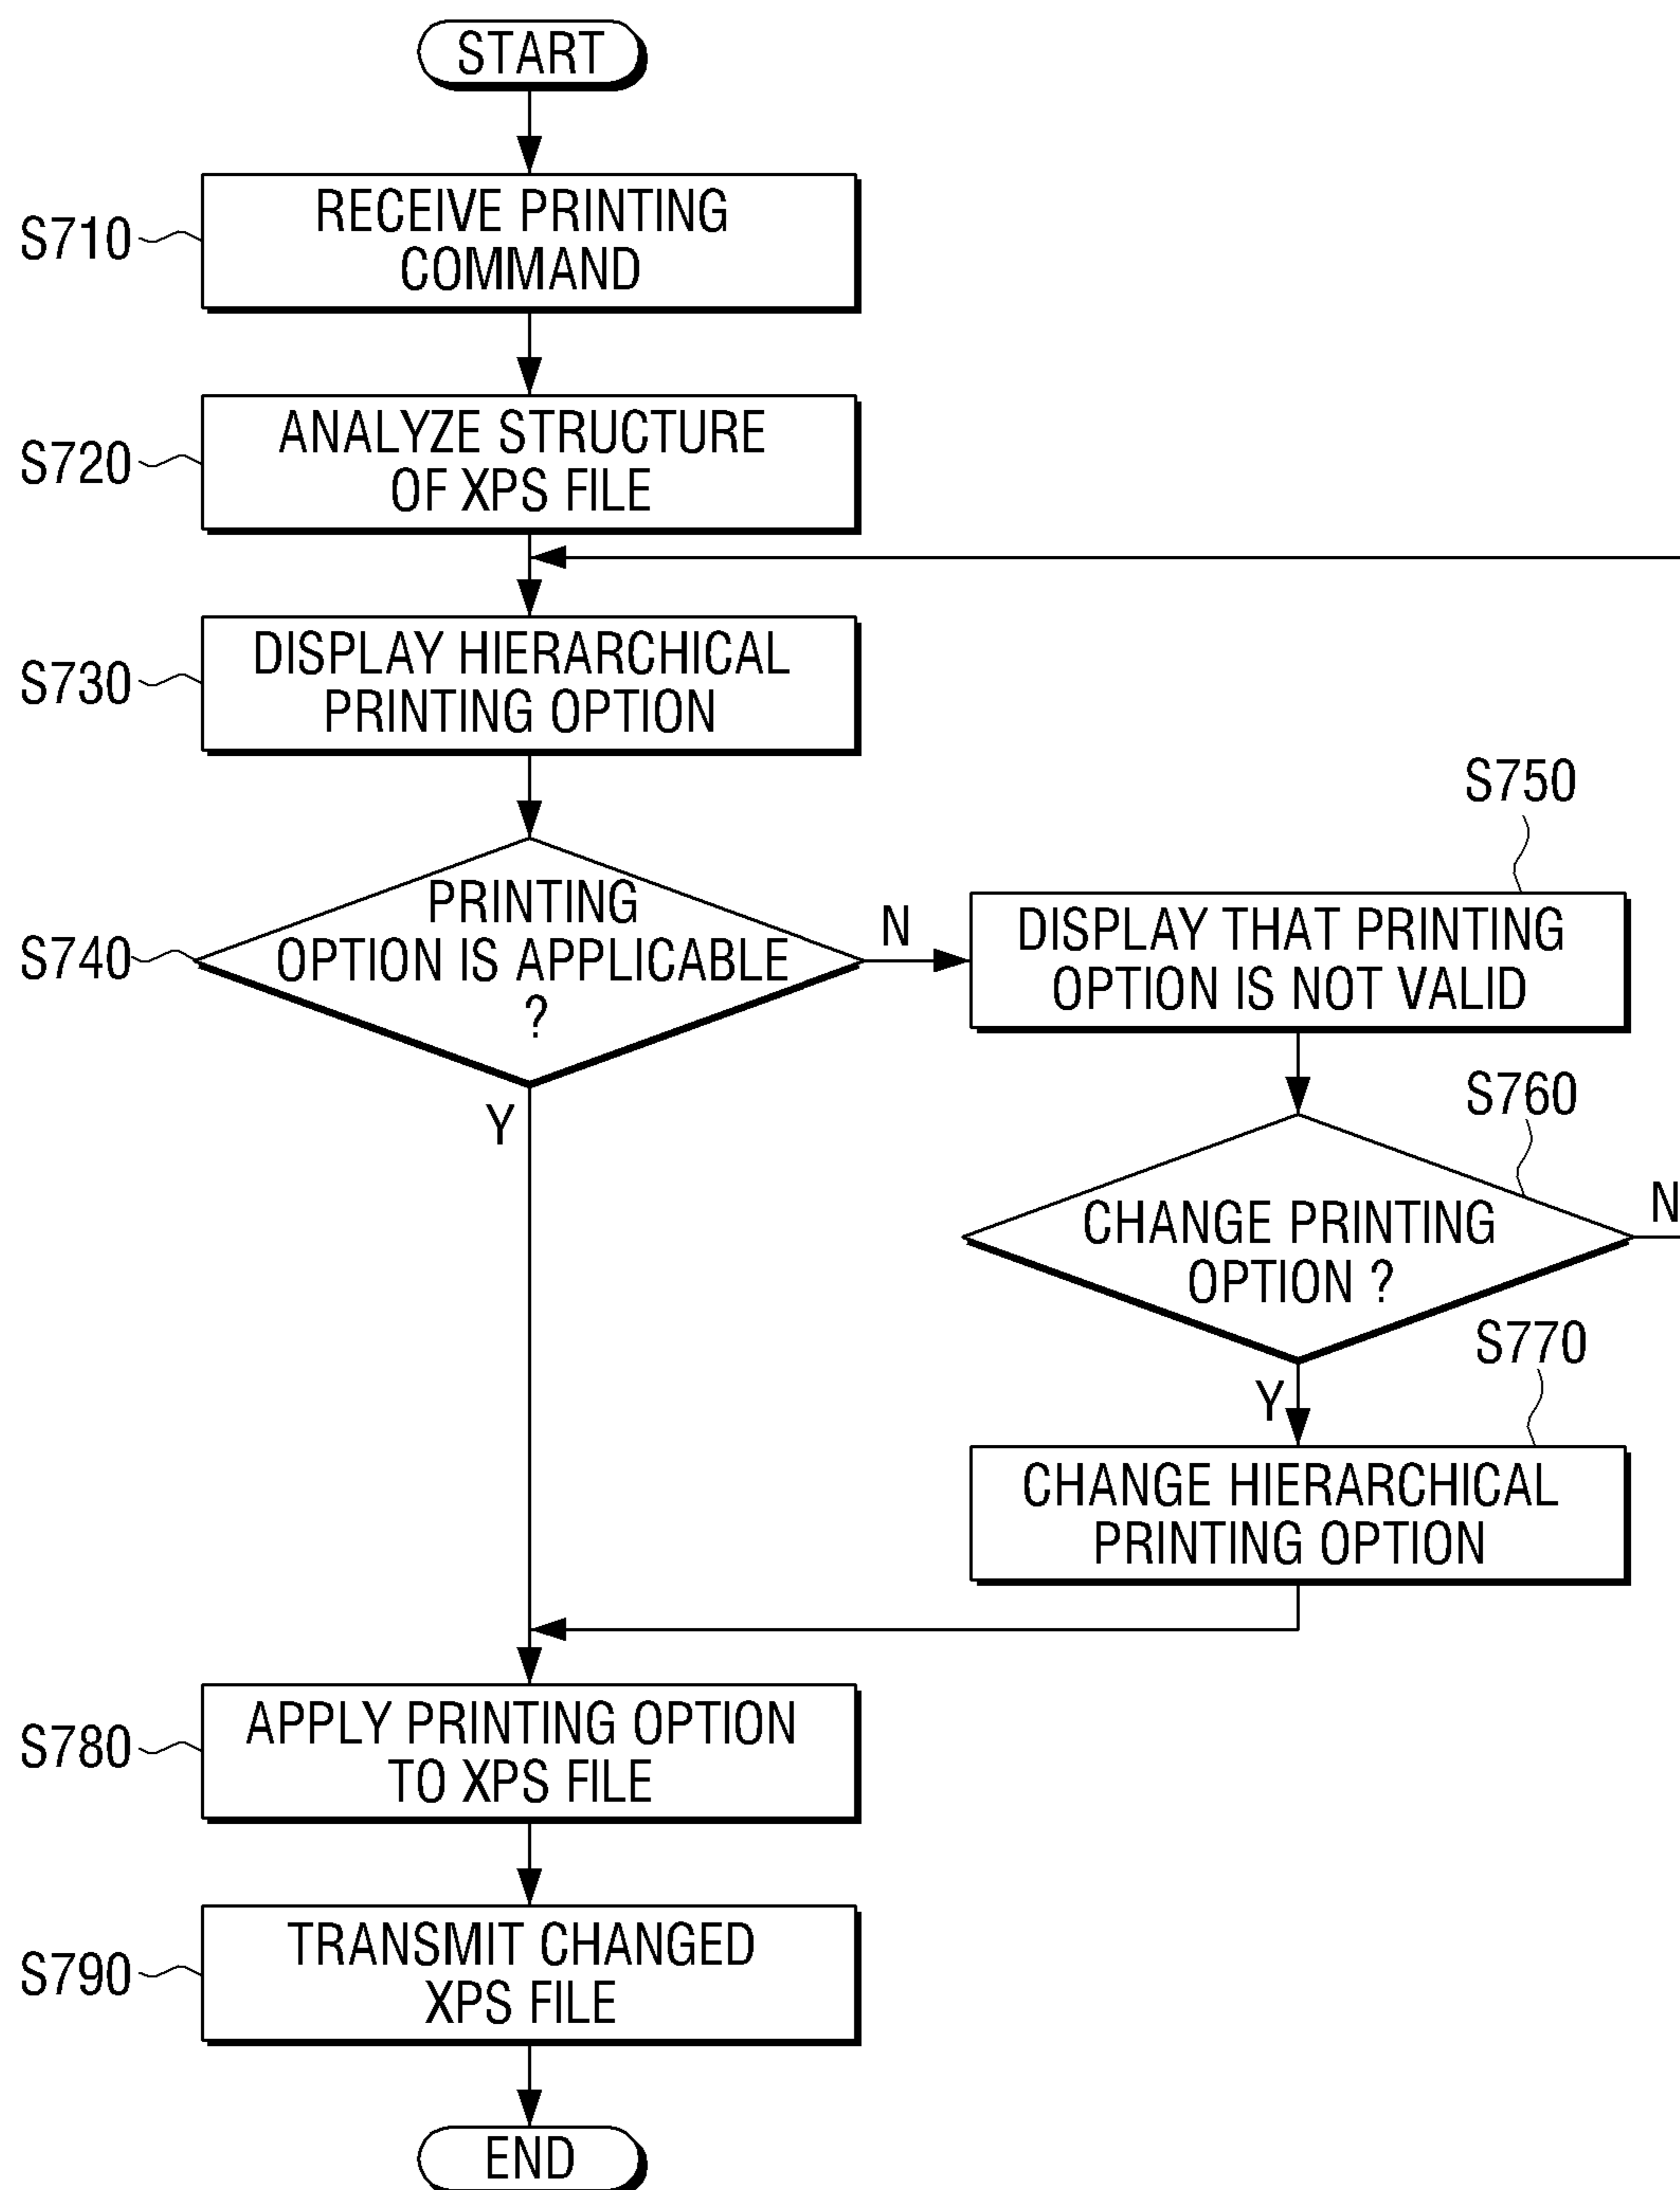 START
S710
RECEIVE PRINTING
COMMAND
S720
ANALYZE STRUCTURE
OF XPS FILE
S730
DISPLAY HIERARCHICAL
PRINTING OPTION
S740
PRINTING
OPTION IS APPLICABLE
?
N
Y
S750
DISPLAY THAT PRINTING
OPTION IS NOT VALID
S760
CHANGE PRINTING
OPTION ?
N
Y
S770
CHANGE HIERARCHICAL
PRINTING OPTION
S780
APPLY PRINTING OPTION
TO XPS FILE
S790
TRANSMIT CHANGED
XPS FILE
END